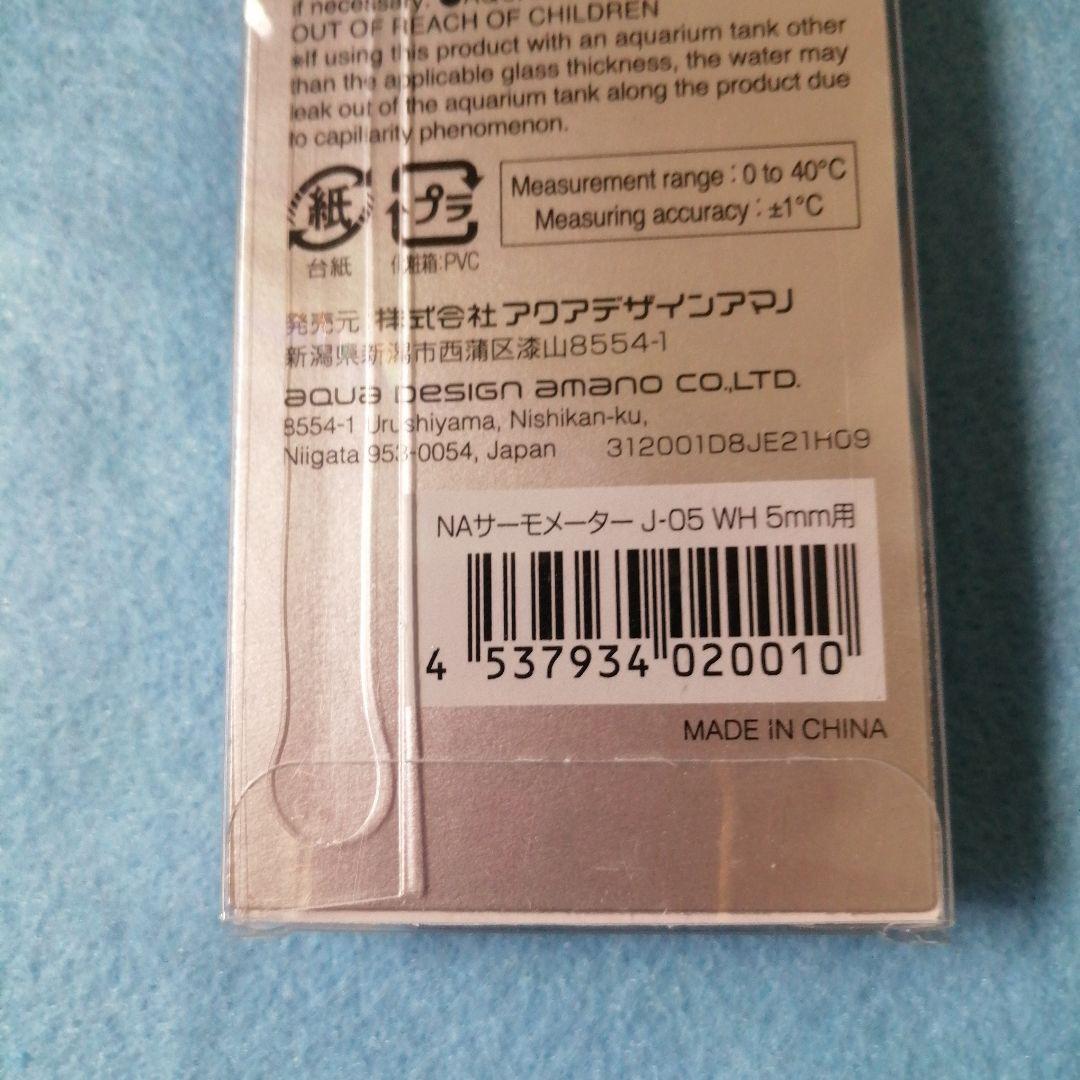 if necessary.
OUT OF REACH OF CHILDREN
※If using this product with an aquarium tank other
than the applicable glass thickness, the water may
leak out of the aquarium tank along the product due
to capillarity phenomenon.
紙
プラ
Measurement range : 0 to 40°C
Measuring accuracy : ±1°C
台紙
化粧箱:PVC
発売元 株式会社アクアデザインアマノ
新潟県新潟市西蒲区漆山8554-1
aqua Design amano CO.,LTD.
8554-1 Urushiyama, Nishikan-ku,
Niigata 953-0054, Japan
312001D8JE21H09
NAサーモメーター J-05 WH 5mm用
4 537934 020010
MADE IN CHINA